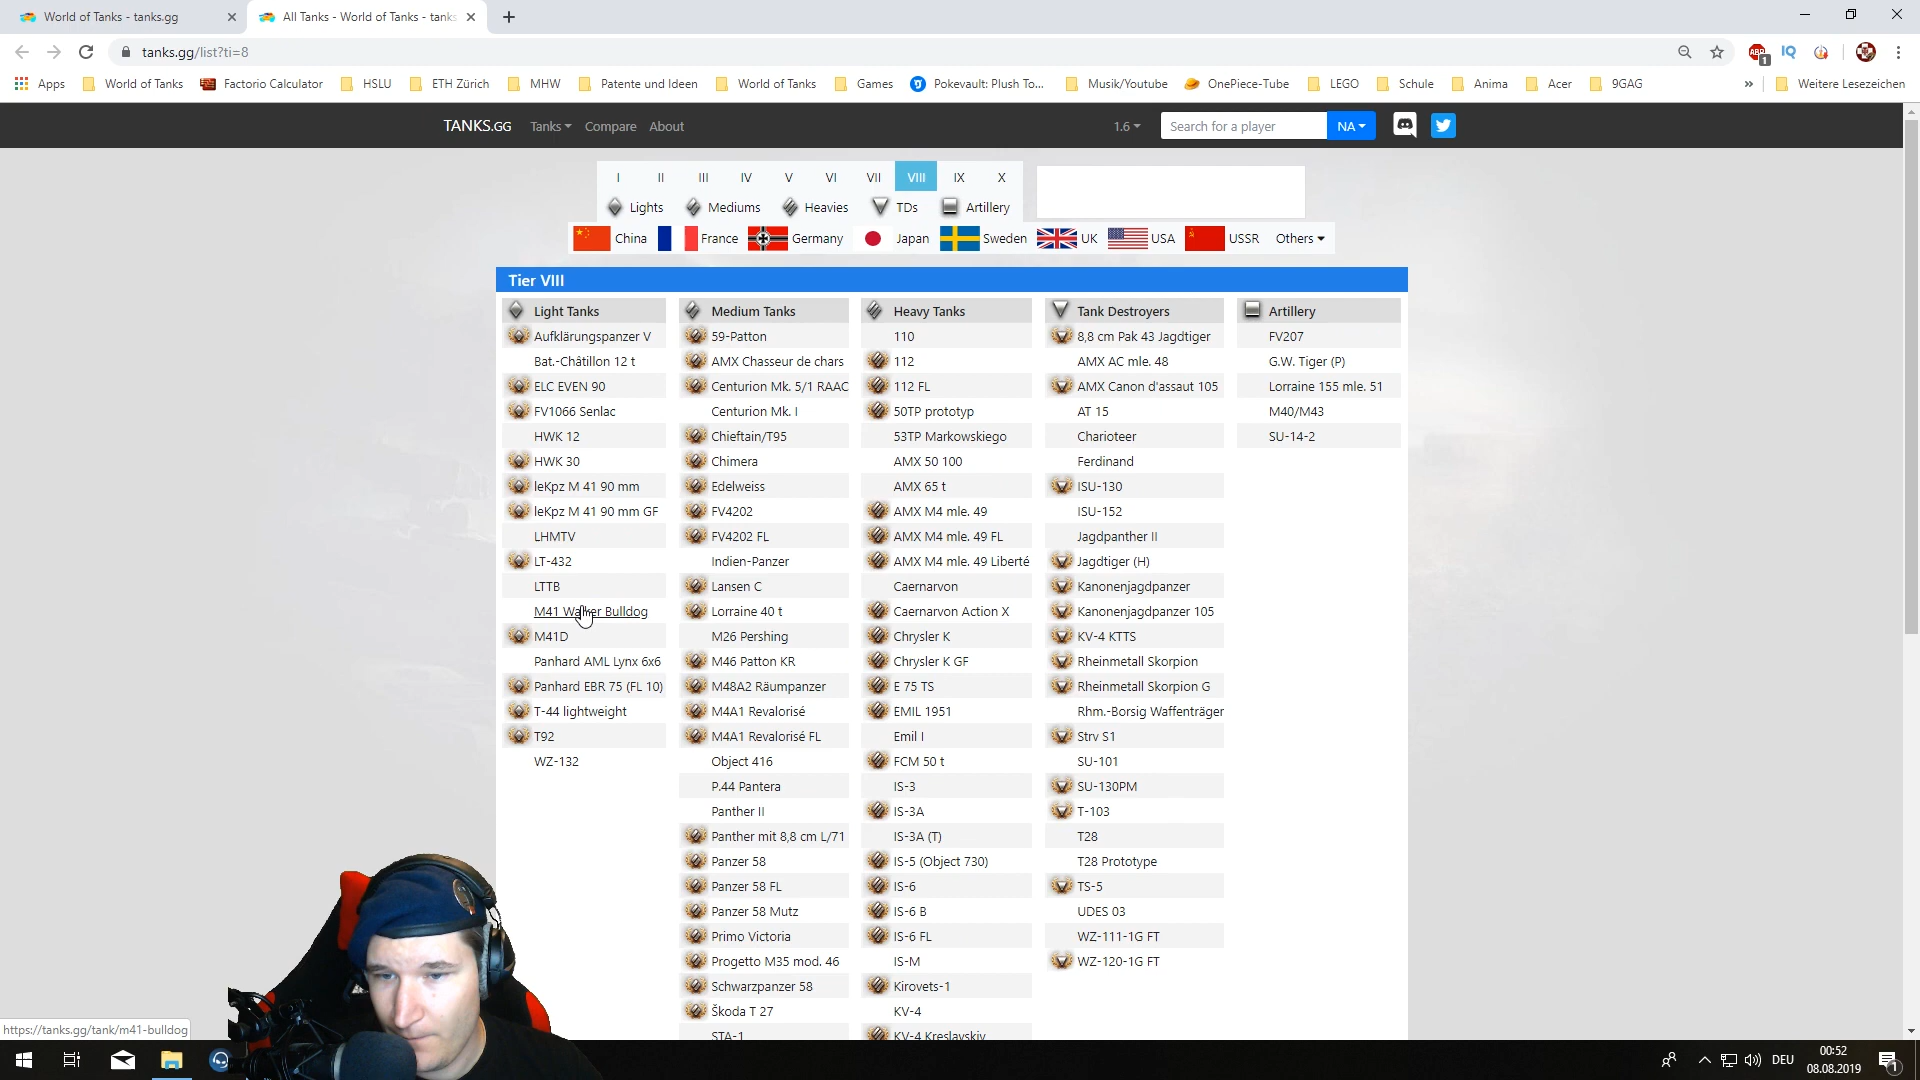 World of Tanks - tanks.gg
All Tanks - World of Tanks - tanks
tanks.gg/list?ti=8
Apps World of Tanks Factorio Calculator HSLU ETH Zürich MHW Patente und Ideen World of Tanks Games Pokevault: Plush To... Musik/Youtube OnePiece-Tube LEGO Schule Anima Acer 9GAG » Weitere Lesezeichen
TANKS.GG Tanks Compare About 1.6 Search for a player NA
I II III IV V VI VII VIII IX X
Lights Mediums Heavies TDs Artillery
China France Germany Japan Sweden UK USA USSR Others
Tier VIII
Light Tanks
Aufklärungspanzer V
Bat.-Châtillon 12 t
ELC EVEN 90
FV1066 Senlac
HWK 12
HWK 30
leKpz M 41 90 mm
leKpz M 41 90 mm GF
LHMTV
LT-432
LTTB
M41 Walker Bulldog
M41D
Panhard AML Lynx 6x6
Panhard EBR 75 (FL 10)
T-44 lightweight
T92
WZ-132
Medium Tanks
59-Patton
AMX Chasseur de chars
Centurion Mk. 5/1 RAAC
Centurion Mk. I
Chieftain/T95
Chimera
Edelweiss
FV4202
FV4202 FL
Indien-Panzer
Lansen C
Lorraine 40 t
M26 Pershing
M46 Patton KR
M48A2 Räumpanzer
M4A1 Revalorisé
M4A1 Revalorisé FL
Object 416
P.44 Pantera
Panther II
Panther mit 8,8 cm L/71
Panzer 58
Panzer 58 FL
Panzer 58 Mutz
Primo Victoria
Progetto M35 mod. 46
Schwarzpanzer 58
Škoda T 27
STA-1
Heavy Tanks
110
112
112 FL
50TP prototyp
53TP Markowskiego
AMX 50 100
AMX 65 t
AMX M4 mle. 49
AMX M4 mle. 49 FL
AMX M4 mle. 49 Liberté
Caernarvon
Caernarvon Action X
Chrysler K
Chrysler K GF
E 75 TS
EMIL 1951
Emil I
FCM 50 t
IS-3
IS-3A
IS-3A (T)
IS-5 (Object 730)
IS-6
IS-6 B
IS-6 FL
IS-M
Kirovets-1
KV-4
KV-4 Kreslavskiy
Tank Destroyers
8,8 cm Pak 43 Jagdtiger
AMX AC mle. 48
AMX Canon d'assaut 105
AT 15
Charioteer
Ferdinand
ISU-130
ISU-152
Jagdpanther II
Jagdtiger (H)
Kanonenjagdpanzer
Kanonenjagdpanzer 105
KV-4 KTTS
Rheinmetall Skorpion
Rheinmetall Skorpion G
Rhm.-Borsig Waffenträger
Strv S1
SU-101
SU-130PM
T-103
T28
T28 Prototype
TS-5
UDES 03
WZ-111-1G FT
WZ-120-1G FT
Artillery
FV207
G.W. Tiger (P)
Lorraine 155 mle. 51
M40/M43
SU-14-2
https://tanks.gg/tank/m41-bulldog
DEU
00:52
08.08.2019